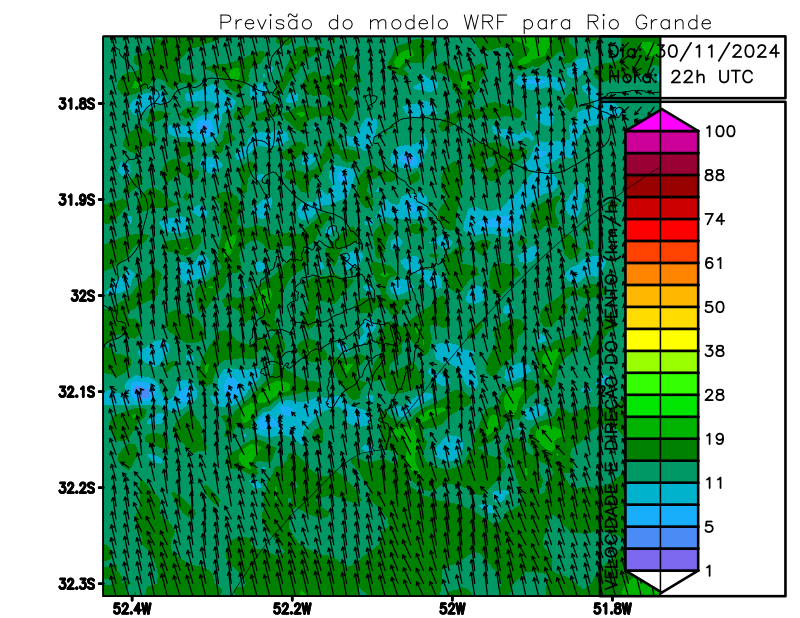 Previsão do modelo WRF para Rio Grande
Dia: 30/11/2024
Hora: 22h UTC
31.8S
31.9S
32S
32.1S
32.2S
32.3S
52.4W
52.2W
52W
51.8W
VELOCIDADE E DIREÇÃO DO VENTO (km/h)
100
88
74
61
50
38
28
19
11
5
1